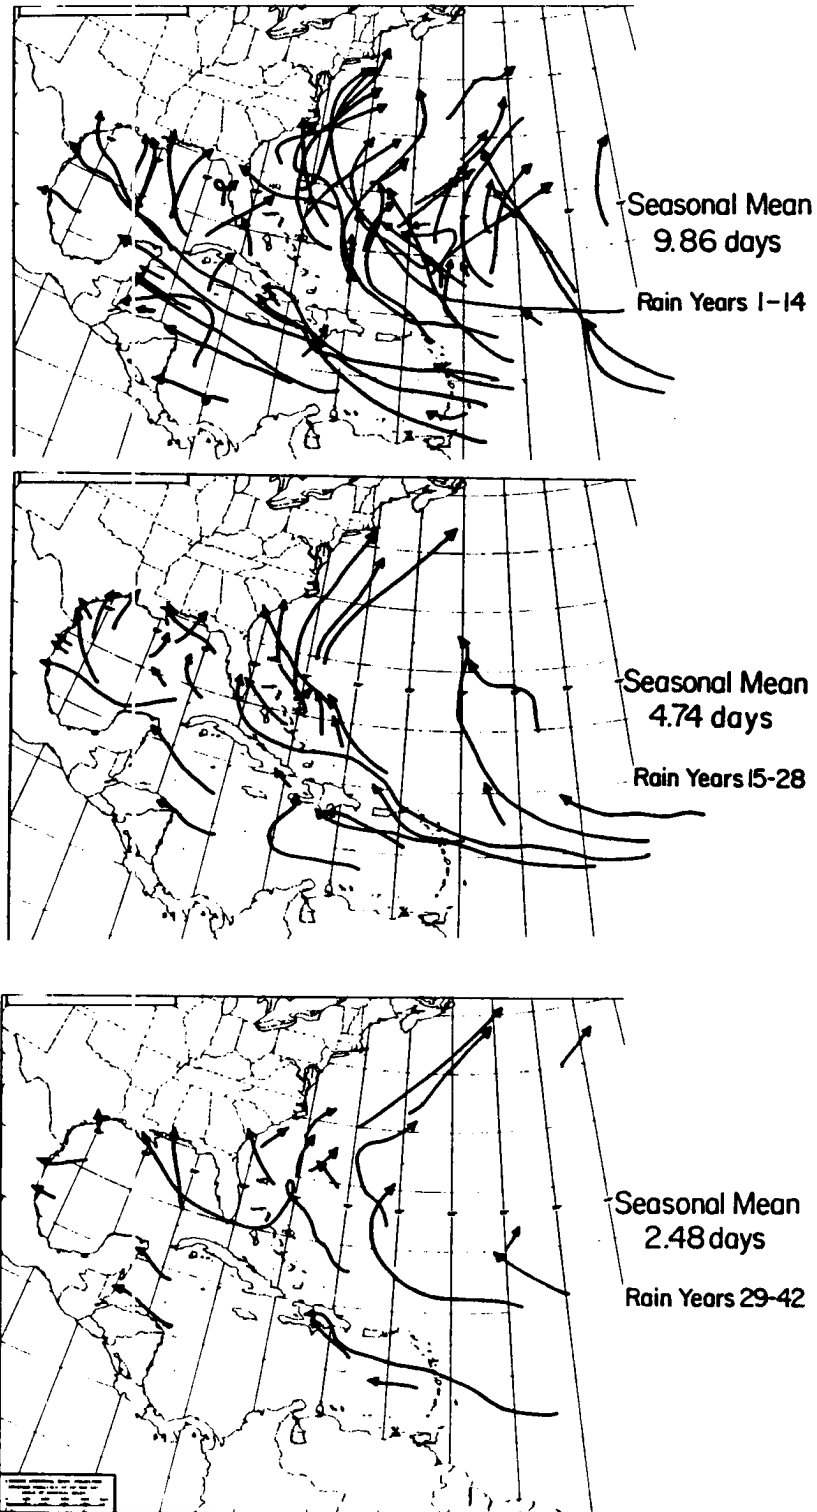 Seasonal Mean
9.86 days
Rain Years 1-14
Seasonal Mean
4.74 days
Rain Years 15-28
Seasonal Mean
2.48 days
Rain Years 29-42